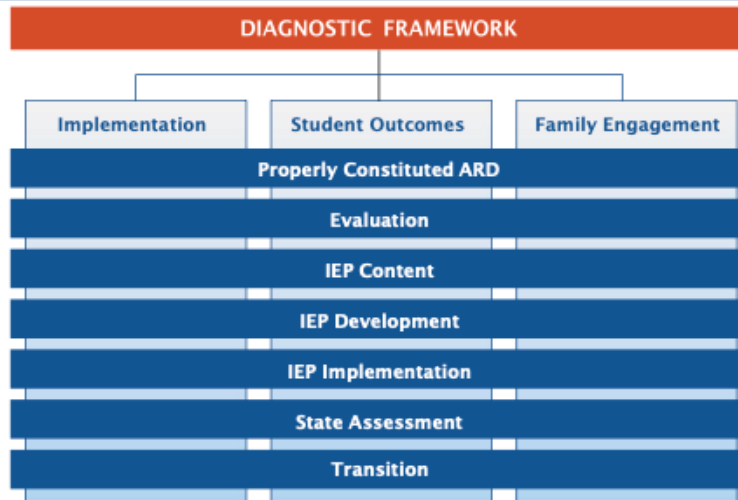 DIAGNOSTIC FRAMEWORK
Implementation
Student Outcomes
Family Engagement
Properly Constituted ARD
Evaluation
IEP Content
IEP Development
IEP Implementation
State Assessment
Transition